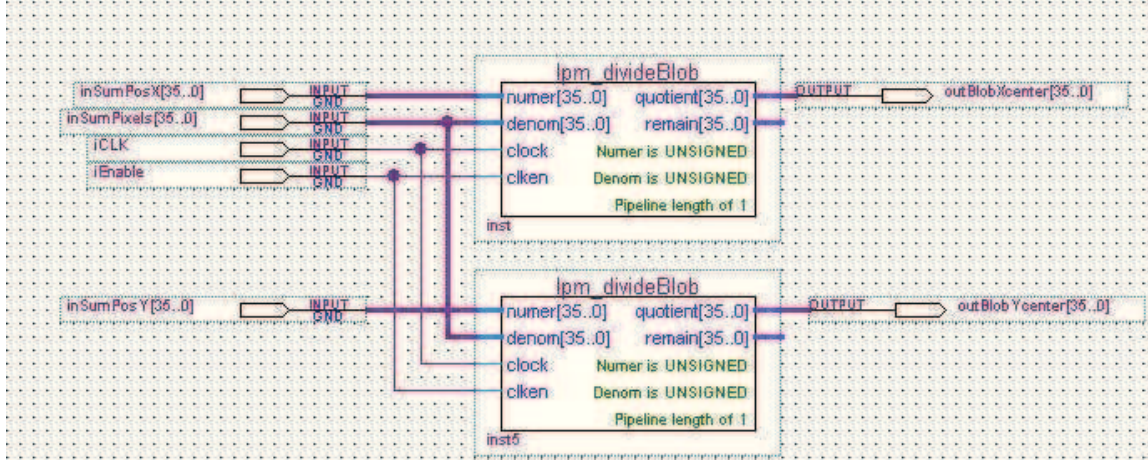 lpm_divideBlob
inSumPosX[35..0] INPUT GND numer[35..0] quotient[35..0] OUTPUT outBlobXcenter[35..0]
inSumPixels[35..0] INPUT GND denom[35..0] remain[35..0]
iCLK INPUT GND clock Numer is UNSIGNED
iEnable INPUT GND clken Denom is UNSIGNED
Pipeline length of 1
inst
lpm_divideBlob
inSumPosY[35..0] INPUT GND numer[35..0] quotient[35..0] OUTPUT outBlobYcenter[35..0]
denom[35..0] remain[35..0]
clock Numer is UNSIGNED
clken Denom is UNSIGNED
Pipeline length of 1
inst5